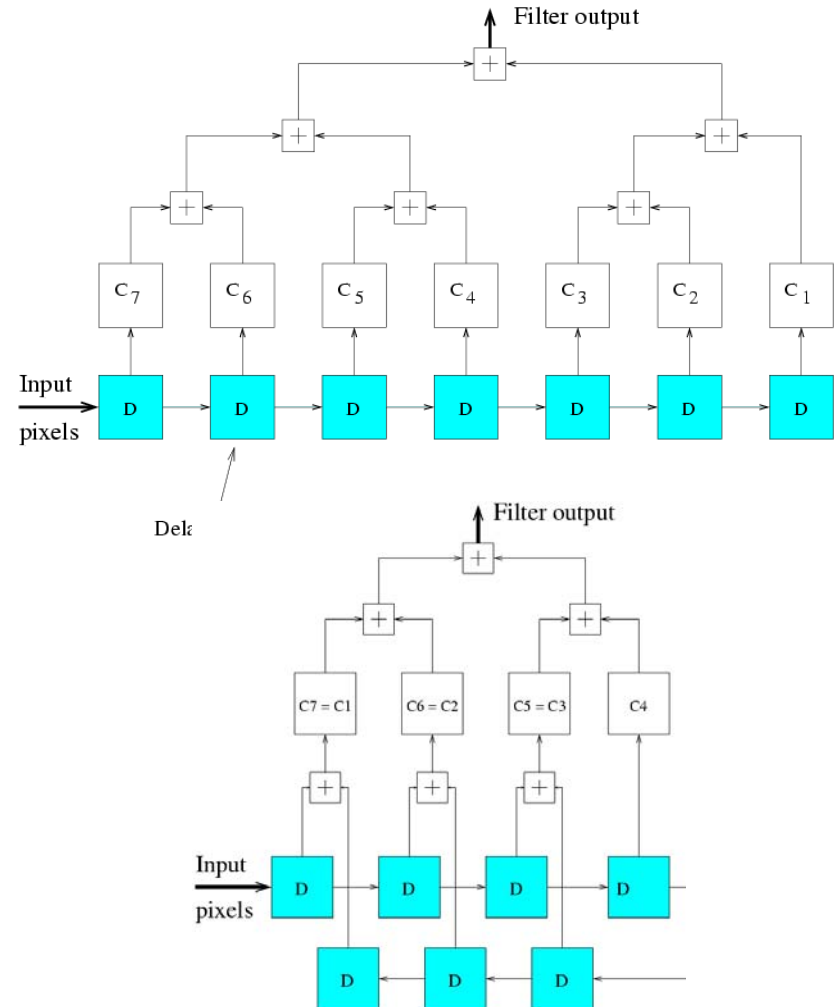 Filter output
+
+ +
+ + +
C7 C6 C5 C4 C3 C2 C1
Input
D D D D D D D
pixels
Filter output
+
+ +
C7 = C1 C6 = C2 C5 = C3 C4
+ + +
Input
D D D D
pixels
D D D